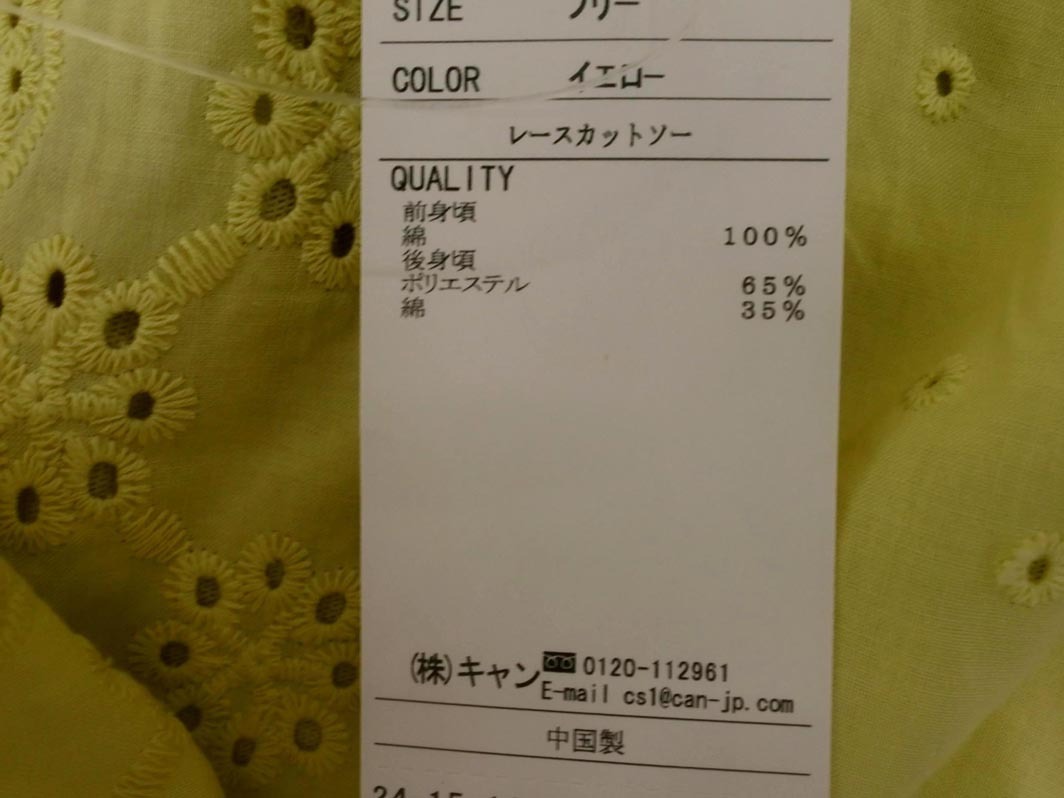 SIZE フリー
COLOR イエロー
レースカットソー
QUALITY
前身頃
綿 100%
後身頃
ポリエステル 65%
綿 35%
(株)キャン 0120-112961
E-mail cs1@can-jp.com
中国製